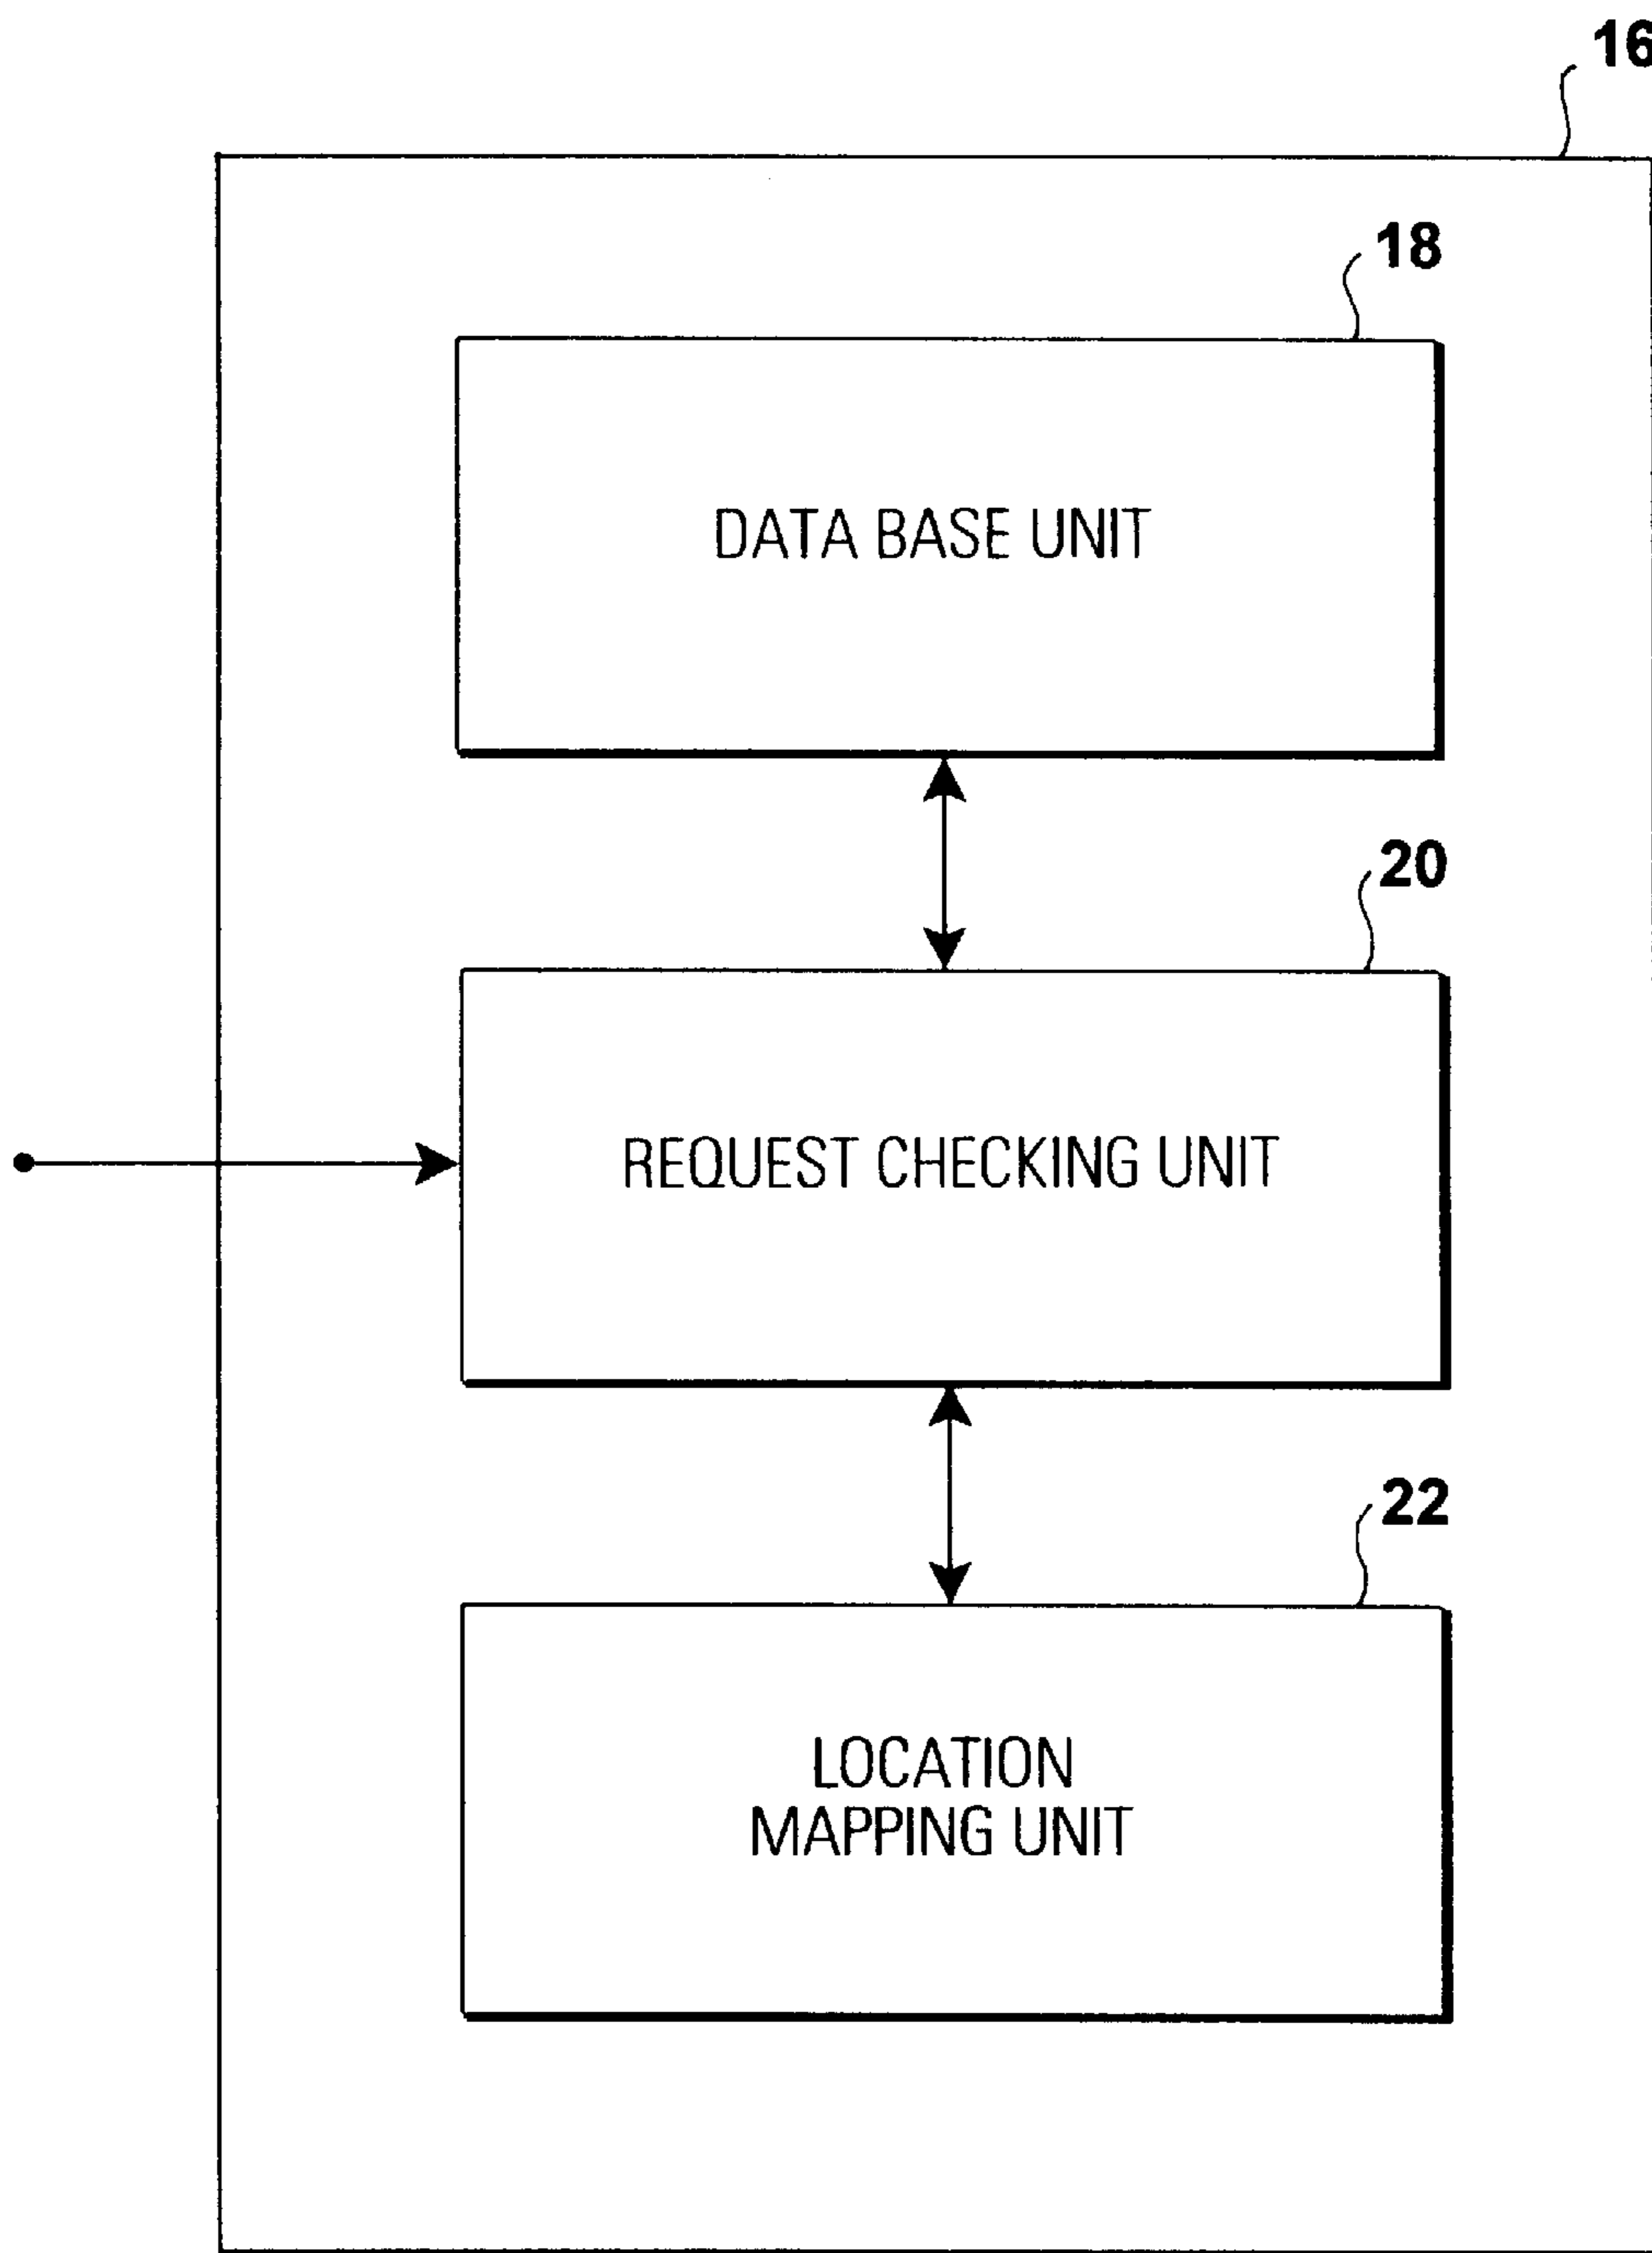 16
18
DATA BASE UNIT
20
REQUEST CHECKING UNIT
22
LOCATION
MAPPING UNIT